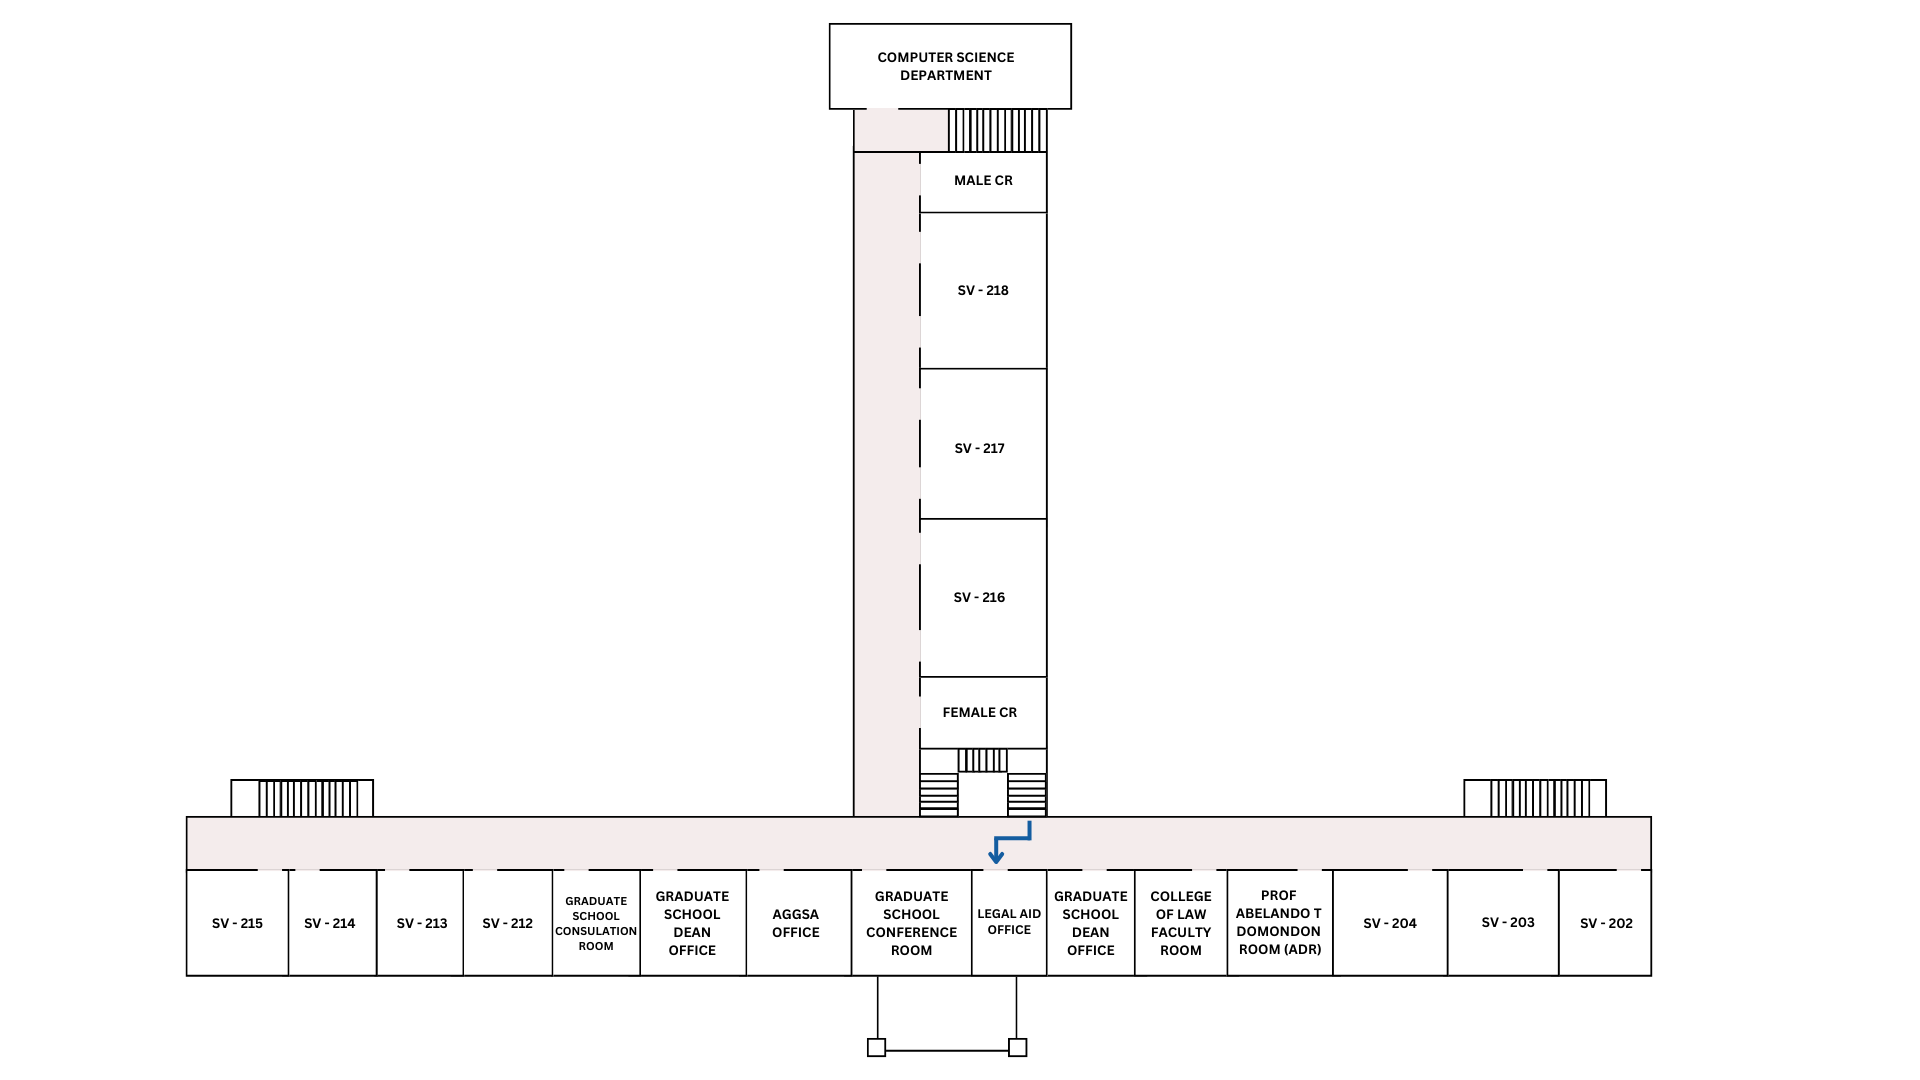 COMPUTER SCIENCE
DEPARTMENT
MALE CR
SV - 218
SV - 217
SV - 216
FEMALE CR
SV - 215
SV - 214
SV - 213
SV - 212
GRADUATE
SCHOOL
CONSULATION
ROOM
GRADUATE
SCHOOL
DEAN
OFFICE
AGGSA
OFFICE
GRADUATE
SCHOOL
CONFERENCE
ROOM
LEGAL AID
OFFICE
GRADUATE
SCHOOL
DEAN
OFFICE
COLLEGE
OF LAW
FACULTY
ROOM
PROF
ABELANDO T
DOMONDON
ROOM (ADR)
SV - 204
SV - 203
SV - 202